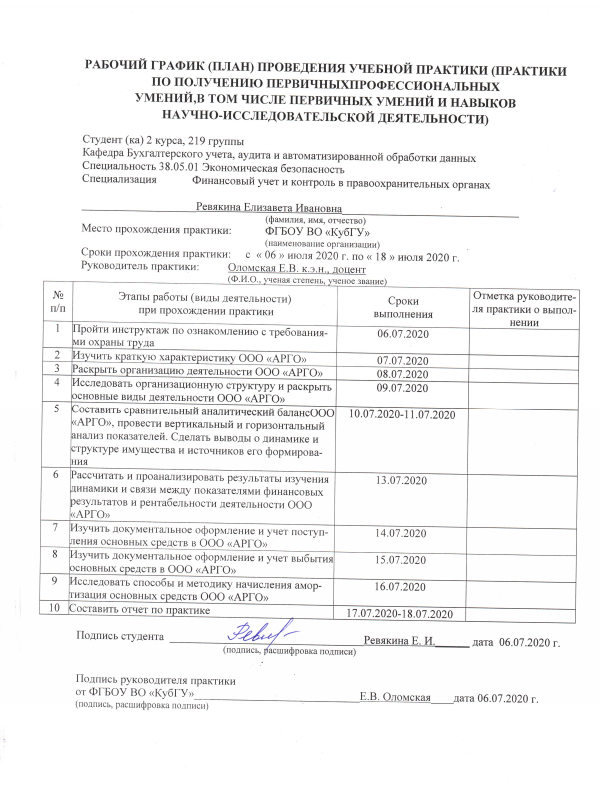 РАБОЧИЙ ГРАФИК (ПЛАН) ПРОВЕДЕНИЯ УЧЕБНОЙ ПРАКТИКИ (ПРАКТИКИ
ПО ПОЛУЧЕНИЮ ПЕРВИЧНЫХПРОФЕССИОНАЛЬНЫХ
УМЕНИЙ,В ТОМ ЧИСЛЕ ПЕРВИЧНЫХ УМЕНИЙ И НАВЫКОВ
НАУЧНО-ИССЛЕДОВАТЕЛЬСКОЙ ДЕЯТЕЛЬНОСТИ)
Студент (ка) 2 курса, 219 группы
Кафедра Бухгалтерского учета, аудита и автоматизированной обработки данных
Специальность 38.05.01 Экономическая безопасность
Специализация Финансовый учет и контроль в правоохранительных органах
Ревякина Елизавета Ивановна
(фамилия, имя, отчество)
Место прохождения практики: ФГБОУ ВО «КубГУ»
(наименование организации)
Сроки прохождения практики: с « 06 » июля 2020 г. по « 18 » июля 2020 г.
Руководитель практики: Оломская Е.В. к.э.н., доцент
(Ф.И.О., ученая степень, ученое звание)
№ п/п
Этапы работы (виды деятельности)
при прохождении практики
Сроки
выполнения
Отметка руководите-
ля практики о выпол-
нении
1 Пройти инструктаж по ознакомлению с требования- 06.07.2020
ми охраны труда
2 Изучить краткую характеристику ООО «АРГО» 07.07.2020
3 Раскрыть организацию деятельности ООО «АРГО» 08.07.2020
4 Исследовать организационную структуру и раскрыть 09.07.2020
основные виды деятельности ООО «АРГО»
5 Составить сравнительный аналитический балансООО 10.07.2020-11.07.2020
«АРГО», провести вертикальный и горизонтальный
анализ показателей. Сделать выводы о динамике и
структуре имущества и источников его формирова-
ния
6 Рассчитать и проанализировать результаты изучения 13.07.2020
динамики и связи между показателями финансовых
результатов и рентабельности деятельности ООО
«АРГО»
7 Изучить документальное оформление и учет поступ- 14.07.2020
ления основных средств в ООО «АРГО»
8 Изучить документальное оформление и учет выбытия 15.07.2020
основных средств в ООО «АРГО»
9 Исследовать способы и методику начисления амор- 16.07.2020
тизация основных средств ООО «АРГО»
10 Составить отчет по практике 17.07.2020-18.07.2020
Подпись студента Ревякина Е. И. дата 06.07.2020 г.
(подпись, расшифровка подписи)
Подпись руководителя практики
от ФГБОУ ВО «КубГУ» Е.В. Оломская дата 06.07.2020 г.
(подпись, расшифровка подписи)